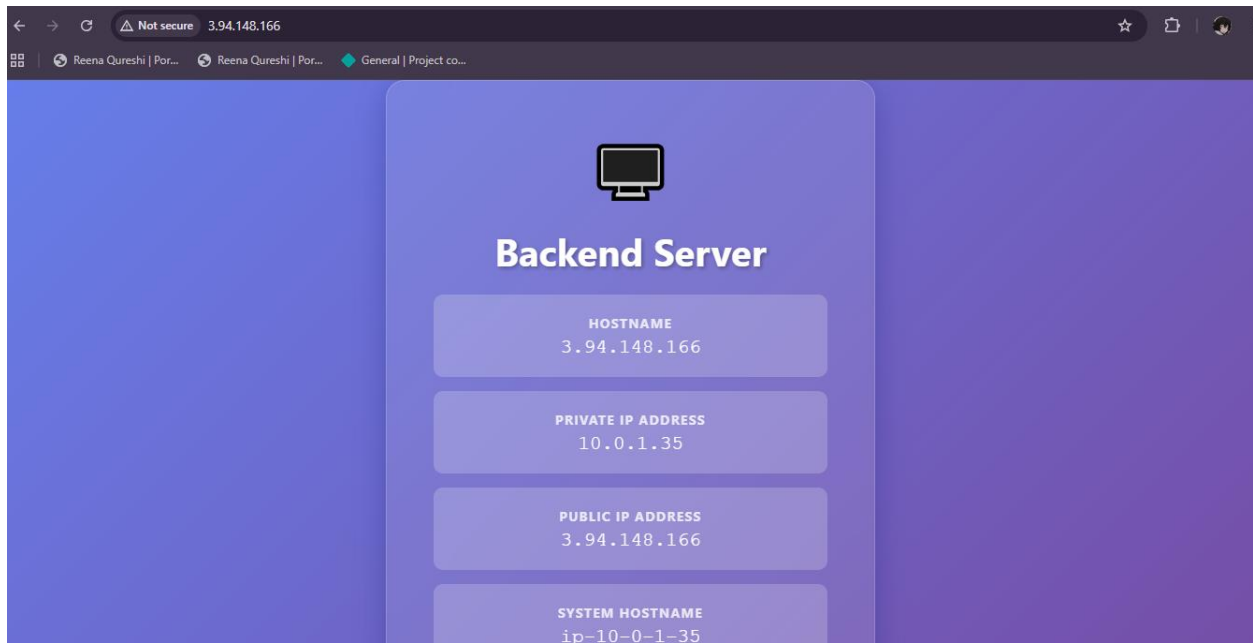 Not secure 3.94.148.166
Reena Qureshi | Por... Reena Qureshi | Por... General | Project co...
Backend Server
HOSTNAME
3.94.148.166
PRIVATE IP ADDRESS
10.0.1.35
PUBLIC IP ADDRESS
3.94.148.166
SYSTEM HOSTNAME
ip-10-0-1-35